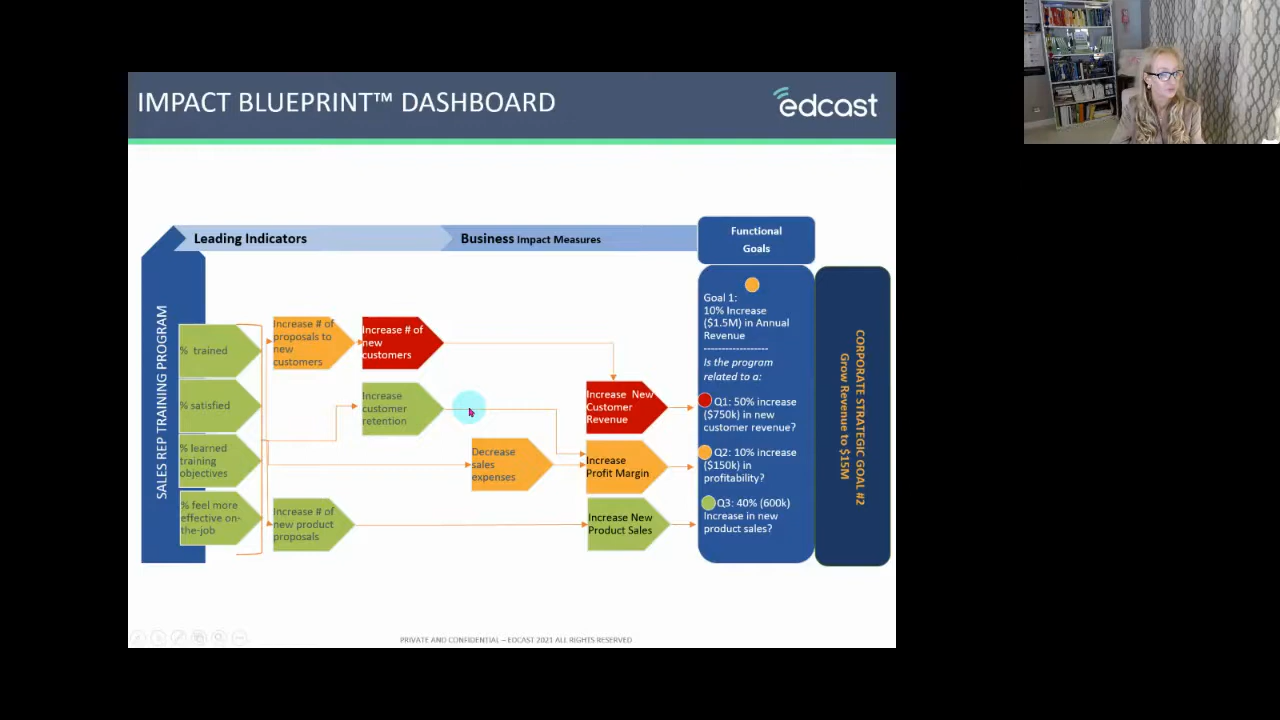 IMPACT BLUEPRINT™ DASHBOARD
edcast
Leading Indicators
Business Impact Measures
Functional
Goals
SALES REP TRAINING PROGRAM
% trained
% satisfied
% learned
training
objectives
% feel more
effective on-
the-job
Increase # of
proposals to
new
customers
Increase # of
new
customers
Increase
customer
retention
Decrease
sales
expenses
Increase # of
new product
proposals
Increase New
Customer
Revenue
Increase
Profit Margin
Increase New
Product Sales
Goal 1:
10% Increase
($1.5M) in Annual
Revenue
-----------------
Is the program
related to a:
Q1: 50% increase
($750k) in new
customer revenue?
Q2: 10% increase
($150k) in
profitability?
Q3: 40% (600k)
Increase in new
product sales?
CORPORATE STRATEGIC GOAL #2
Grow Revenue to $15M
PRIVATE AND CONFIDENTIAL – EDCAST 2021 ALL RIGHTS RESERVED